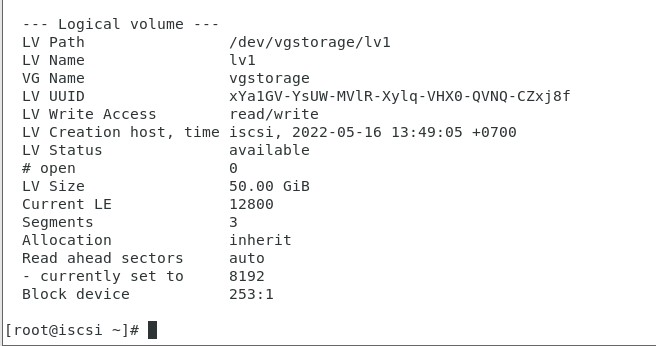 --- Logical volume ---
LV Path                /dev/vgstorage/lv1
LV Name                lv1
VG Name                vgstorage
LV UUID                xYa1GV-YsUW-MVlR-Xylq-VHX0-QVNQ-CZxj8f
LV Write Access        read/write
LV Creation host, time iscsi, 2022-05-16 13:49:05 +0700
LV Status              available
# open                 0
LV Size                50.00 GiB
Current LE             12800
Segments               3
Allocation             inherit
Read ahead sectors     auto
- currently set to     8192
Block device           253:1
[root@iscsi ~]#